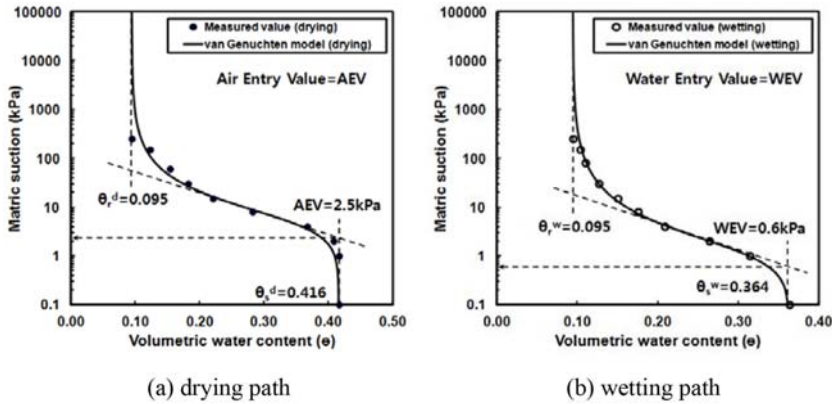 100000
10000
1000
100
10
1
0.1
Matric suction (kPa)
Measured value (drying)
van Genuchten model (drying)
Air Entry Value=AEV
θrᵈ=0.095
AEV=2.5kPa
θsᵈ=0.416
0.00 0.10 0.20 0.30 0.40 0.50
Volumetric water content (ɵ)
(a) drying path
100000
10000
1000
100
10
1
0.1
Matric suction (kPa)
Measured value (wetting)
van Genuchten model (wetting)
Water Entry Value=WEV
θrʷ=0.095
WEV=0.6kPa
θsʷ=0.364
0.00 0.10 0.20 0.30 0.40
Volumetric water content (ɵ)
(b) wetting path